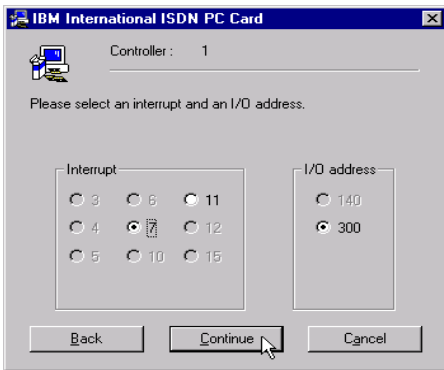 IBM International ISDN PC Card
Controller : 1
Please select an interrupt and an I/O address.
Interrupt
I/O address
3 6 11
140
4 7 12
300
5 10 15
Back Continue Cancel